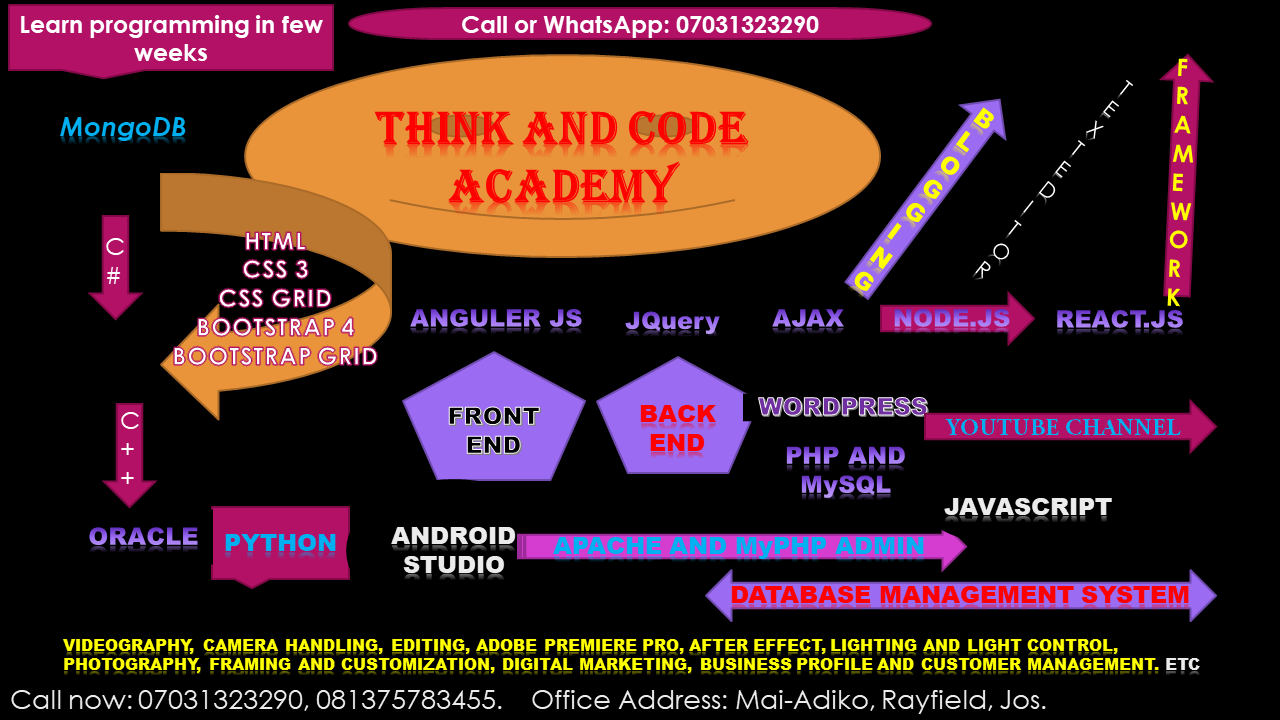 Learn programming in few
weeks
Call or WhatsApp: 07031323290
MongoDB
THINK AND CODE
ACADEMY
BLOGGING
TEXTEDITOR
FRAMEWORK
C
#
HTML
CSS 3
CSS GRID
BOOTSTRAP 4
BOOTSTRAP GRID
ANGULER JS
JQuery
AJAX
NODE.JS
REACT.JS
C
+
+
FRONT
END
BACK
END
WORDPRESS
YOUTUBE CHANNEL
PHP AND
MySQL
JAVASCRIPT
ORACLE
PYTHON
ANDROID
STUDIO
APACHE AND MyPHP ADMIN
DATABASE MANAGEMENT SYSTEM
VIDEOGRAPHY, CAMERA HANDLING, EDITING, ADOBE PREMIERE PRO, AFTER EFFECT, LIGHTING AND LIGHT CONTROL,
PHOTOGRAPHY, FRAMING AND CUSTOMIZATION, DIGITAL MARKETING, BUSINESS PROFILE AND CUSTOMER MANAGEMENT. ETC
Call now: 07031323290, 081375783455. Office Address: Mai-Adiko, Rayfield, Jos.